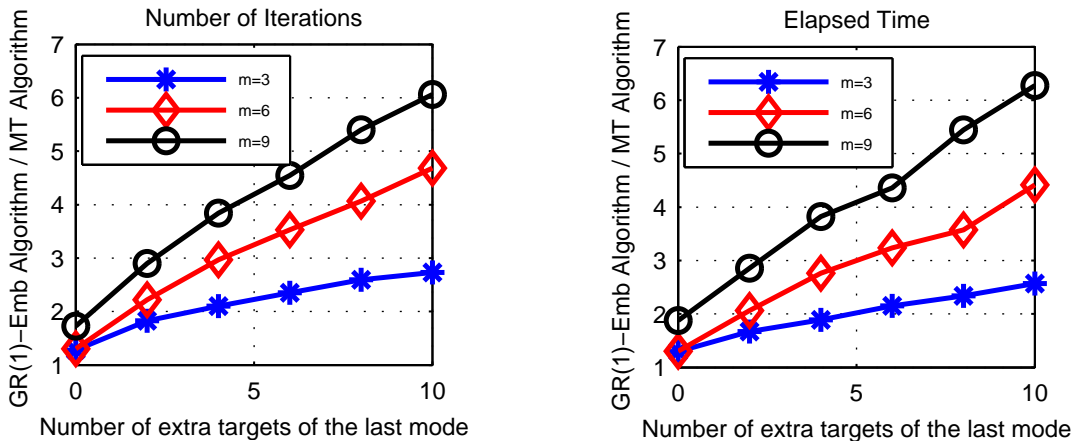 Number of Iterations
GR(1)−Emb Algorithm / MT Algorithm
7
6
5
4
3
2
1
m=3
m=6
m=9
0 5 10
Number of extra targets of the last mode
Elapsed Time
GR(1)−Emb Algorithm / MT Algorithm
7
6
5
4
3
2
1
m=3
m=6
m=9
0 5 10
Number of extra targets of the last mode